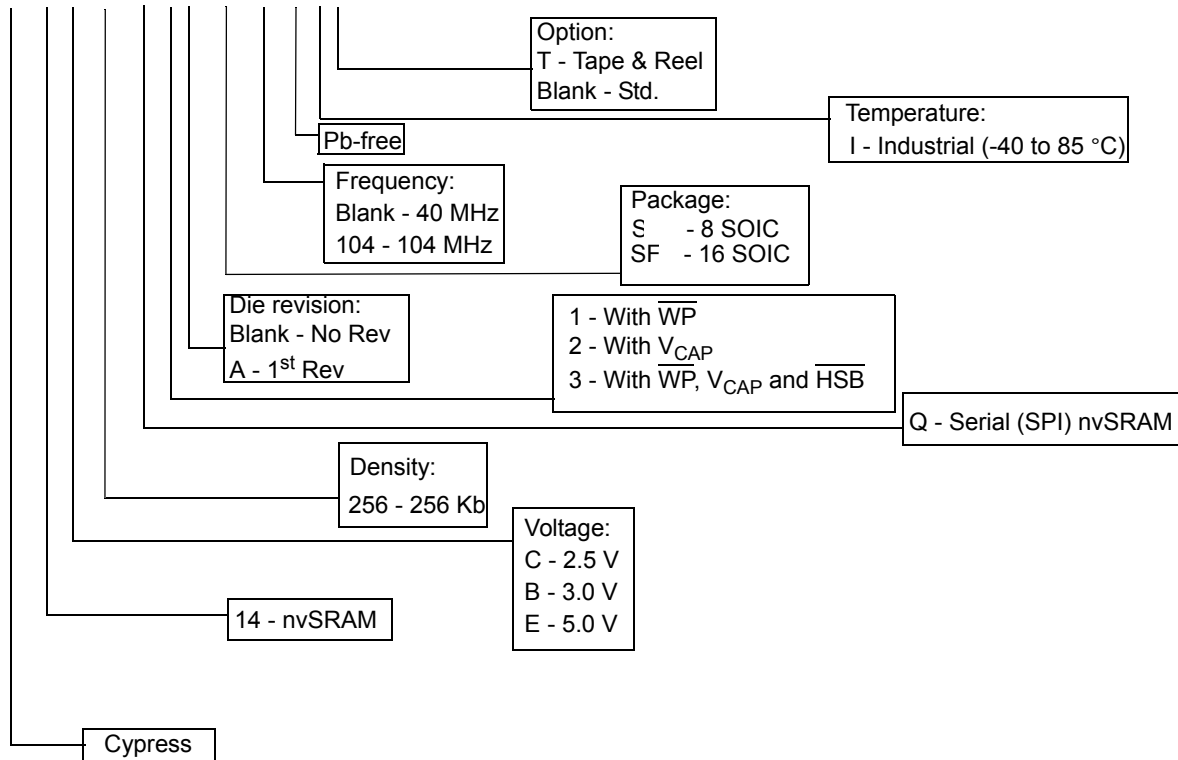 Option:
T - Tape & Reel
Blank - Std.
Temperature:
I - Industrial (-40 to 85 °C)
Pb-free
Frequency:
Blank - 40 MHz
104 - 104 MHz
Package:
S - 8 SOIC
SF - 16 SOIC
Die revision:
Blank - No Rev
A - 1st Rev
1 - With W̅P̅
2 - With VCAP
3 - With W̅P̅, VCAP and H̅S̅B̅
Q - Serial (SPI) nvSRAM
Density:
256 - 256 Kb
Voltage:
C - 2.5 V
B - 3.0 V
E - 5.0 V
14 - nvSRAM
Cypress